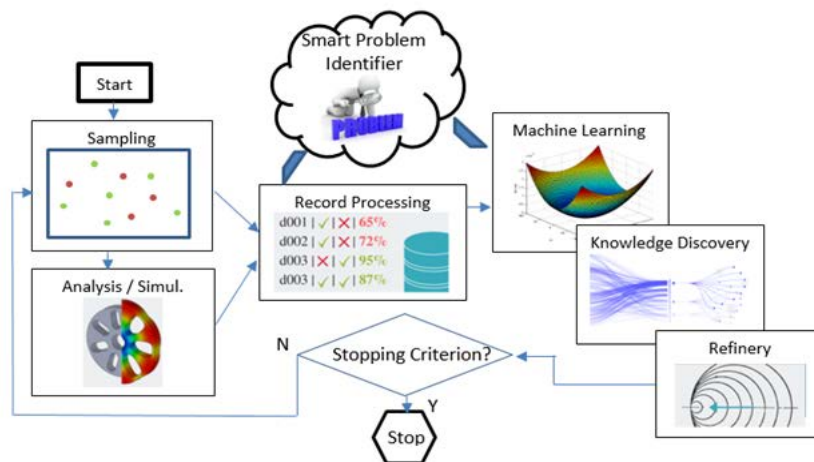 Smart Problem
Identifier
PROBLEM
Start
Sampling
Machine Learning
Record Processing
d001 | ✓ | ✕ | 65%
d002 | ✓ | ✕ | 72%
d003 | ✕ | ✓ | 95%
d003 | ✓ | ✓ | 87%
Knowledge Discovery
Analysis / Simul.
Refinery
N
Stopping Criterion?
Y
Stop